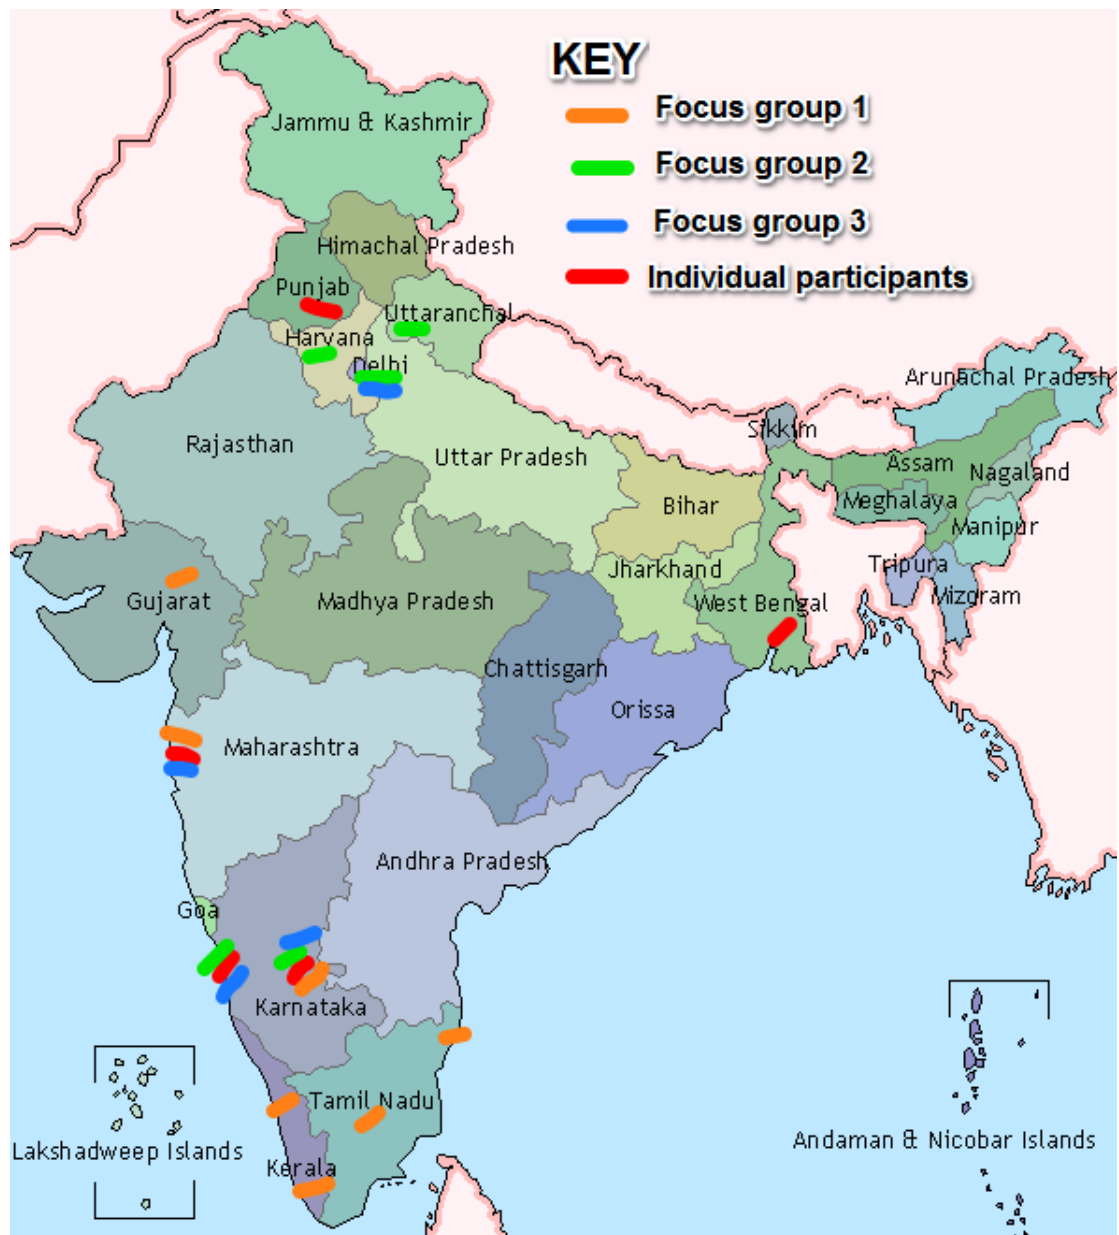 KEY
Focus group 1
Focus group 2
Focus group 3
Individual participants
Jammu & Kashmir
Himachal Pradesh
Punjab
Uttaranchal
Haryana
Delhi
Arunachal Pradesh
Sikkim
Rajasthan
Uttar Pradesh
Assam
Nagaland
Bihar
Meghalaya
Manipur
Jharkhand
Tripura
Gujarat
Madhya Pradesh
West Bengal
Mizoram
Chattisgarh
Orissa
Maharashtra
Andhra Pradesh
Goa
Karnataka
Tamil Nadu
Lakshadweep Islands
Andaman & Nicobar Islands
Kerala